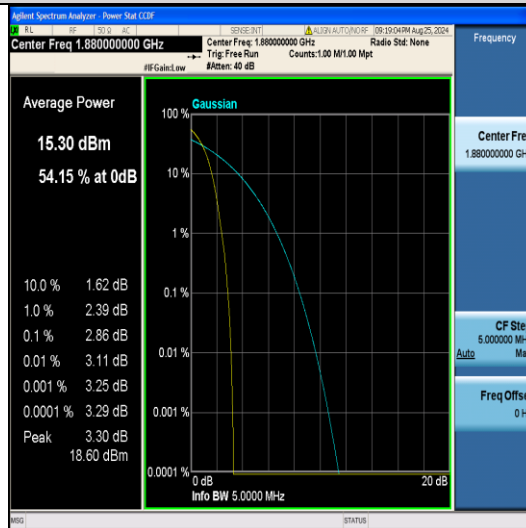 Agilent Spectrum Analyzer - Power Stat CCDF
RL RF 50 Ω AC SENSE:INT ALIGN AUTO/NO RF 09:19:04 PM Aug 25, 2024
Center Freq 1.880000000 GHz
Center Freq: 1.880000000 GHz
Radio Std: None
Trig: Free Run
Counts:1.00 M/1.00 Mpt
#IFGain:Low
#Atten: 40 dB
Frequency
Average Power
15.30 dBm
54.15 % at 0dB
10.0 % 1.62 dB
1.0 % 2.39 dB
0.1 % 2.86 dB
0.01 % 3.11 dB
0.001 % 3.25 dB
0.0001 % 3.29 dB
Peak 3.30 dB
18.60 dBm
Gaussian
100 %
10 %
1 %
0.1 %
0.01 %
0.001 %
0.0001 %
0 dB
20 dB
Info BW 5.0000 MHz
Center Fre
1.880000000 GH
CF Ste
5.000000 MH
Auto Ma
Freq Offse
0 H
MSG
STATUS